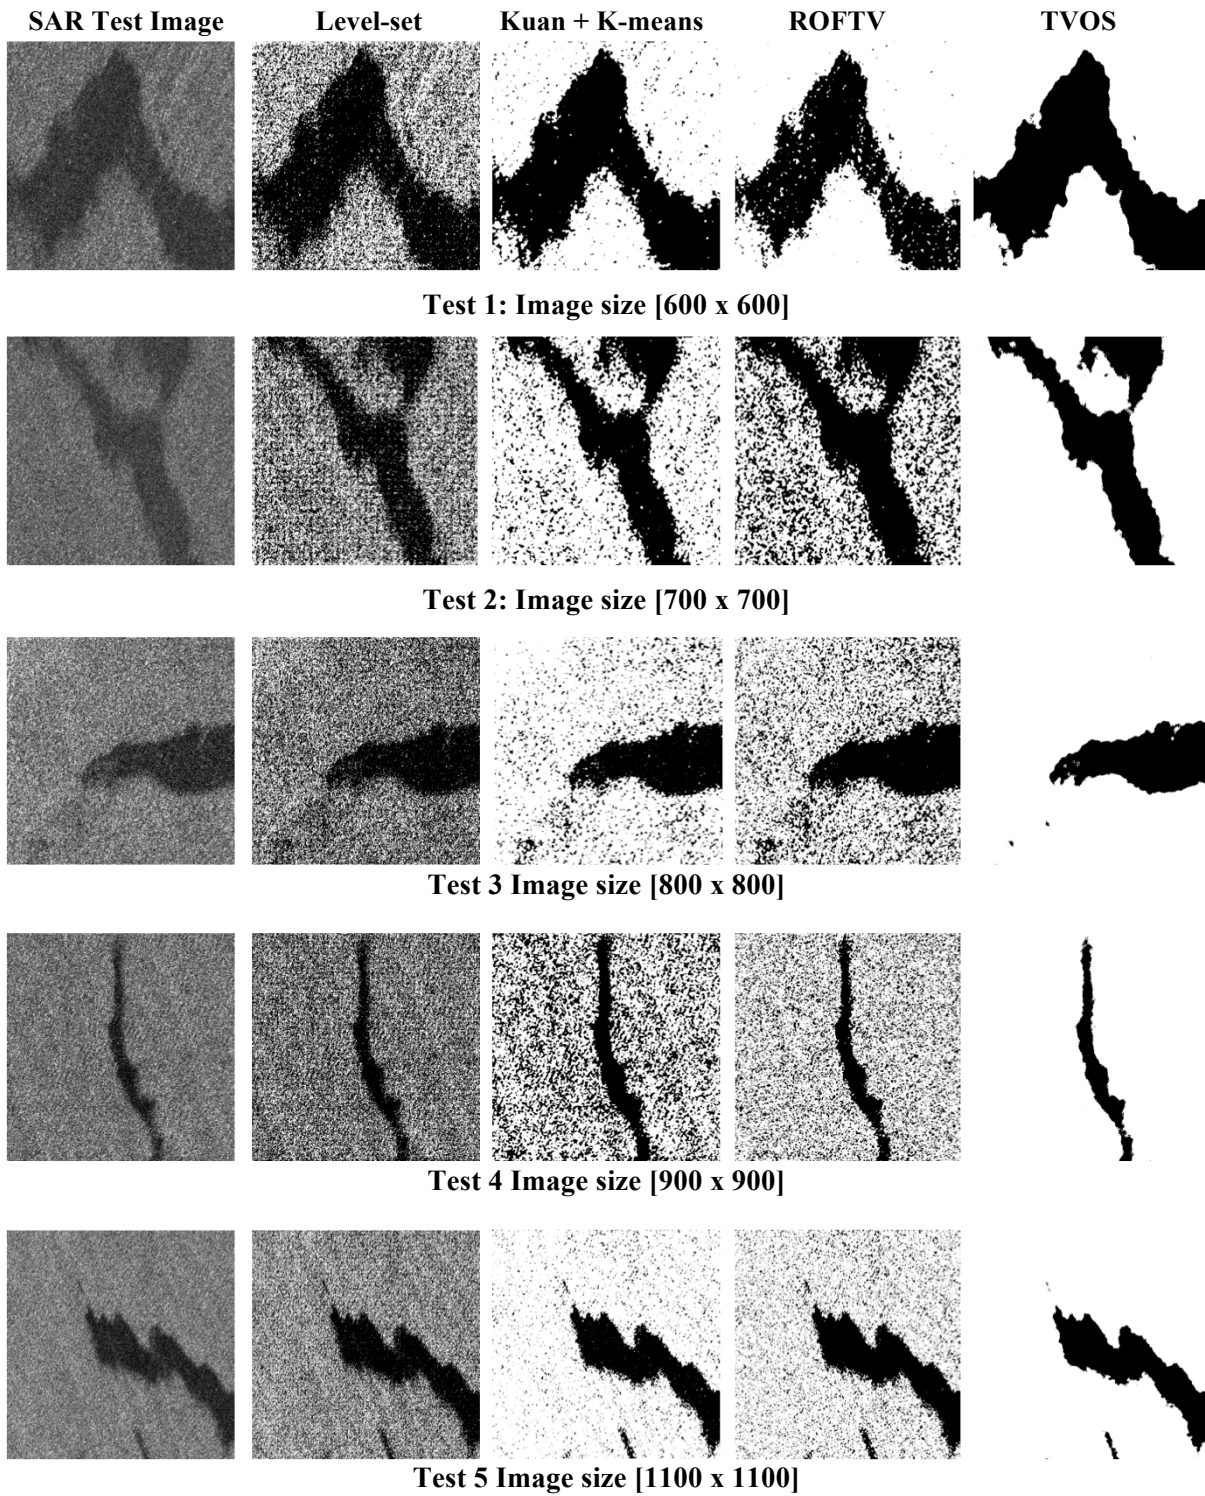 SAR Test Image Level-set Kuan + K-means ROFTV TVOS
Test 1: Image size [600 x 600]
Test 2: Image size [700 x 700]
Test 3 Image size [800 x 800]
Test 4 Image size [900 x 900]
Test 5 Image size [1100 x 1100]